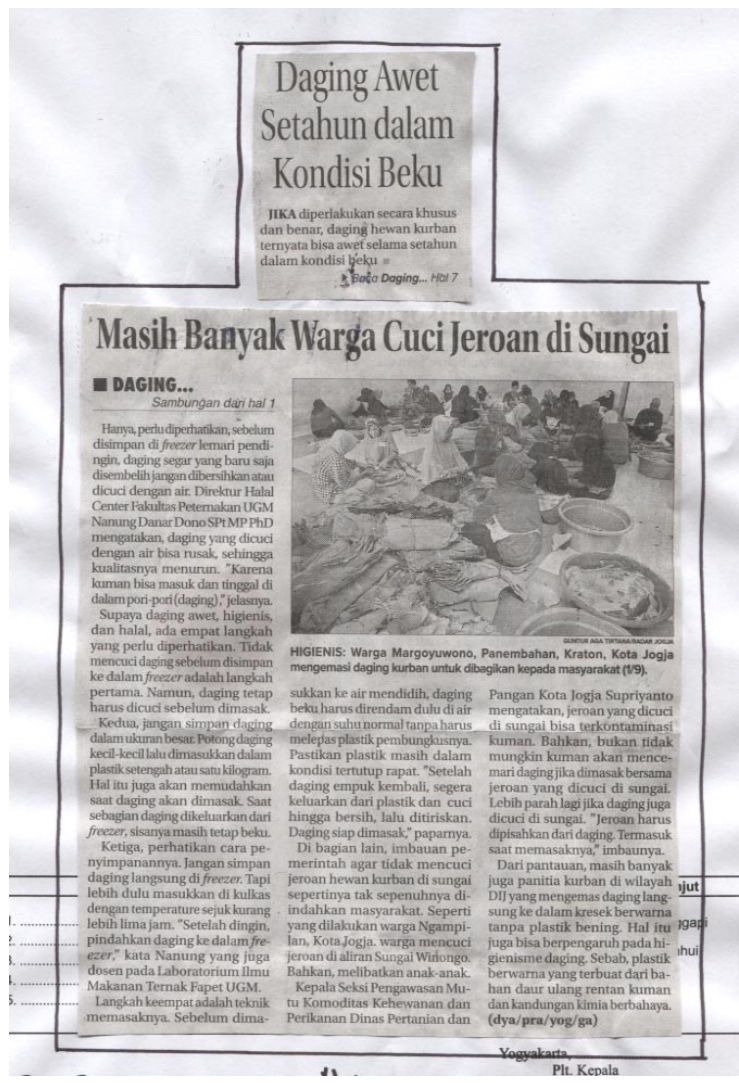 Daging Awet
Setahun dalam
Kondisi Beku
JIKA diperlakukan secara khusus
dan benar, daging hewan kurban
ternyata bisa awet selama setahun
dalam kondisi beku
Baca Daging... Hal 7
Masih Banyak Warga Cuci Jeroan di Sungai
DAGING...
Sambungan dari hal 1
Hanya, perlu diperhatikan, sebelum
disimpan di freezer lemari pendi-
ngin, daging segar yang baru saja
disembelih jangan dibersihkan atau
dicuci dengan air. Direktur Halal
Center Fakultas Peternakan UGM
Nanung Danar Dono SPt MP PhD
mengatakan, daging yang dicuci
dengan air bisa rusak, sehingga
kualitasnya menurun. "Karena
kuman bisa masuk dan tinggal di
dalam pori-pori (daging)," jelasnya.
Supaya daging awet, higienis,
dan halal, ada empat langkah
yang perlu diperhatikan. Tidak
mencuci daging sebelum disimpan
ke dalam freezer adalah langkah
pertama. Namun, daging tetap
harus dicuci sebelum dimasak.
Kedua, jangan simpan daging
dalam ukuran besar. Potong daging
kecil-kecil lalu dimasukkan dalam
plastik setengah atau satu kilogram.
Hal itu juga akan memudahkan
saat daging akan dimasak. Saat
sebagian daging dikeluarkan dari
freezer, sisanya masih tetap beku.
Ketiga, perhatikan cara pe-
nyimpanannya. Jangan simpan
daging langsung di freezer. Tapi
lebih dulu masukkan di kulkas
dengan temperature sejuk kurang
lebih lima jam. "Setelah dingin,
pindahkan daging ke dalam free-
ezer," kata Nanung yang juga
dosen pada Laboratorium Ilmu
Makanan Ternak Fapet UGM.
Langkah keempat adalah teknik
memasaknya. Sebelum dima-
GUNTUR AGA TIRTANA/RADAR JOGJA
HIGIENIS: Warga Margoyuwono, Panembahan, Kraton, Kota Jogja
mengemasi daging kurban untuk dibagikan kepada masyarakat (1/9).
sukkan ke air mendidih, daging
beku harus direndam dulu di air
dengan suhu normal tanpa harus
melepas plastik pembungkusnya.
Pastikan plastik masih dalam
kondisi tertutup rapat. "Setelah
daging empuk kembali, segera
keluarkan dari plastik dan cuci
hingga bersih, lalu ditiriskan.
Daging siap dimasak," paparnya.
Di bagian lain, imbauan pe-
merintah agar tidak mencuci
jeroan hewan kurban di sungai
sepertinya tak sepenuhnya di-
indahkan masyarakat. Seperti
yang dilakukan warga Ngampi-
lan, Kota Jogja. warga mencuci
jeroan di aliran Sungai Winongo.
Bahkan, melibatkan anak-anak.
Kepala Seksi Pengawasan Mu-
tu Komoditas Kehewanan dan
Perikanan Dinas Pertanian dan
Pangan Kota Jogja Supriyanto
mengatakan, jeroan yang dicuci
di sungai bisa terkontaminasi
kuman. Bahkan, bukan tidak
mungkin kuman akan mence-
mari daging jika dimasak bersama
jeroan yang dicuci di sungai.
Lebih parah lagi jika daging juga
dicuci di sungai. "Jeroan harus
dipisahkan dari daging. Termasuk
saat memasaknya," imbaunya.
Dari pantauan, masih banyak
juga panitia kurban di wilayah
DIJ yang mengemas daging lang-
sung ke dalam kresek berwarna
tanpa plastik bening. Hal itu
juga bisa berpengaruh pada hi-
gienisme daging. Sebab, plastik
berwarna yang terbuat dari ba-
han daur ulang rentan kuman
dan kandungan kimia berbahaya.
(dya/pra/yog/ga)
Yogyakarta,
Plt. Kepala